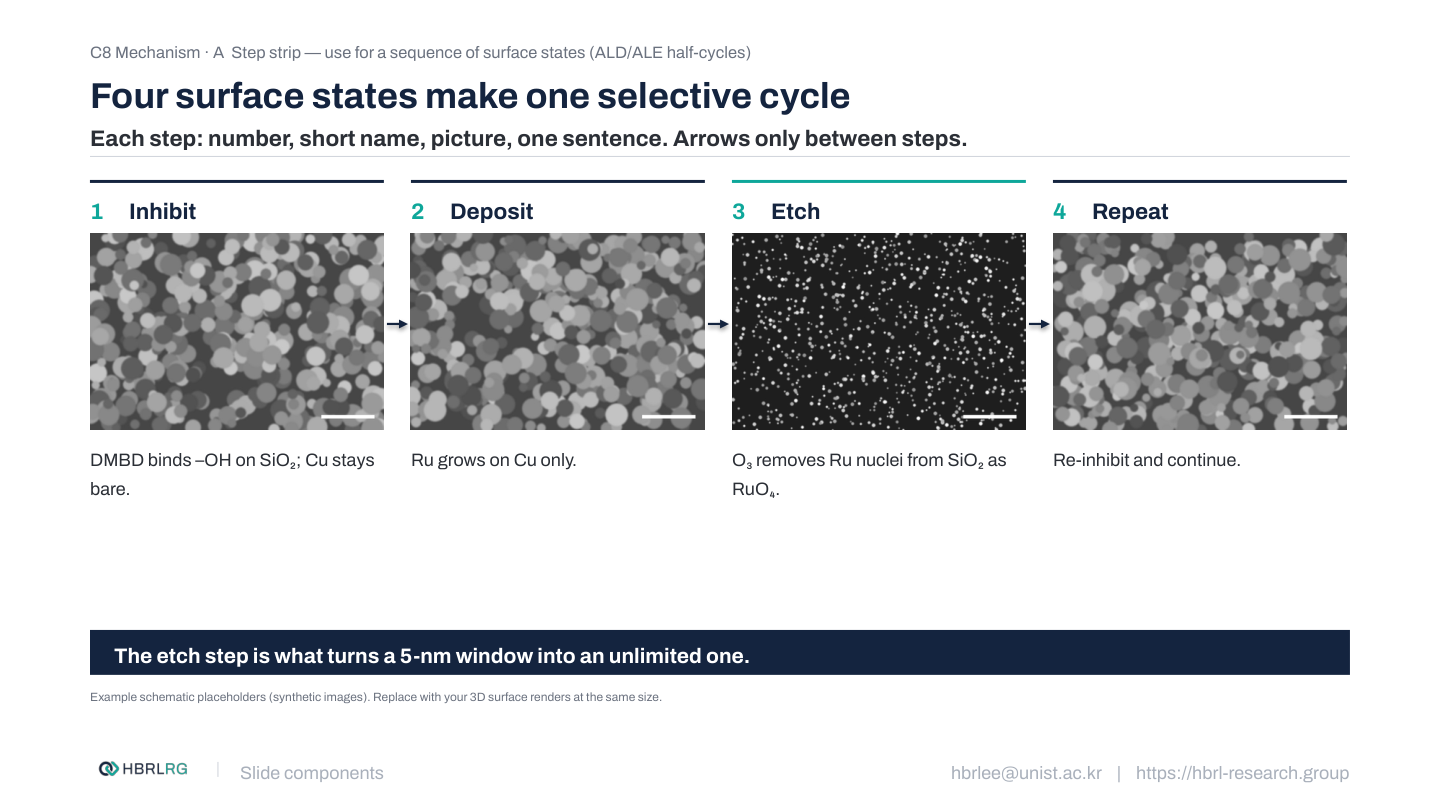 C8 Mechanism · A  Step strip — use for a sequence of surface states (ALD/ALE half-cycles)
Four surface states make one selective cycle
Each step: number, short name, picture, one sentence. Arrows only between steps.
1 Inhibit
2 Deposit
3 Etch
4 Repeat
DMBD binds –OH on SiO₂; Cu stays
bare.
Ru grows on Cu only.
O₃ removes Ru nuclei from SiO₂ as
RuO₄.
Re-inhibit and continue.
The etch step is what turns a 5-nm window into an unlimited one.
Example schematic placeholders (synthetic images). Replace with your 3D surface renders at the same size.
HBRLRG | Slide components
hbrlee@unist.ac.kr | https://hbrl-research.group